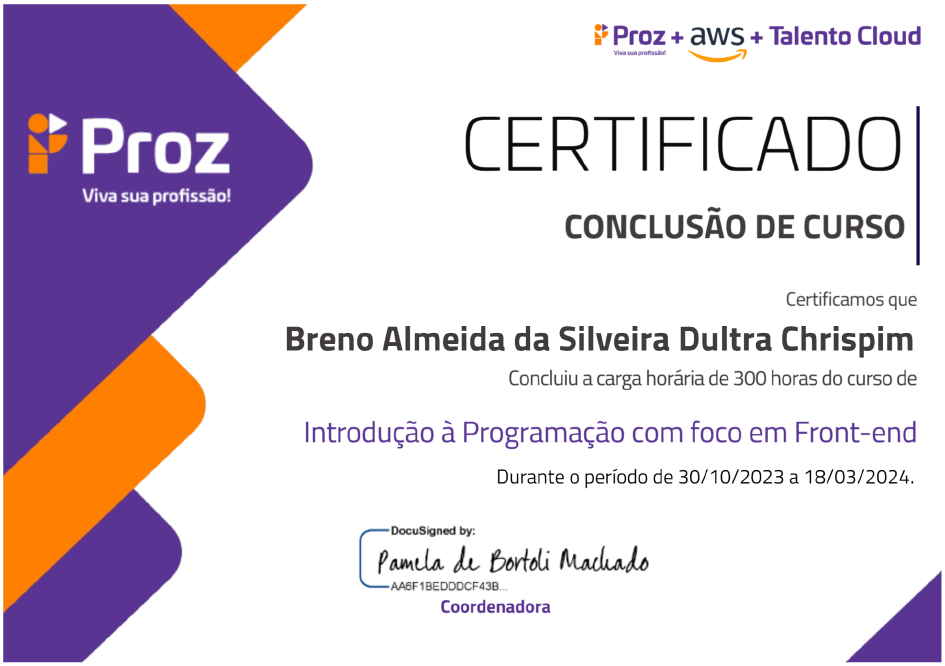 Proz + aws + Talento Cloud
Viva sua profissão!
Proz
Viva sua profissão!
CERTIFICADO
CONCLUSÃO DE CURSO
Certificamos que
Breno Almeida da Silveira Dultra Chrispim
Concluiu a carga horária de 300 horas do curso de
Introdução à Programação com foco em Front-end
Durante o período de 30/10/2023 a 18/03/2024.
DocuSigned by:
Pamela de Bortoli Machado
AA6F1BEDDDCF43B...
Coordenadora